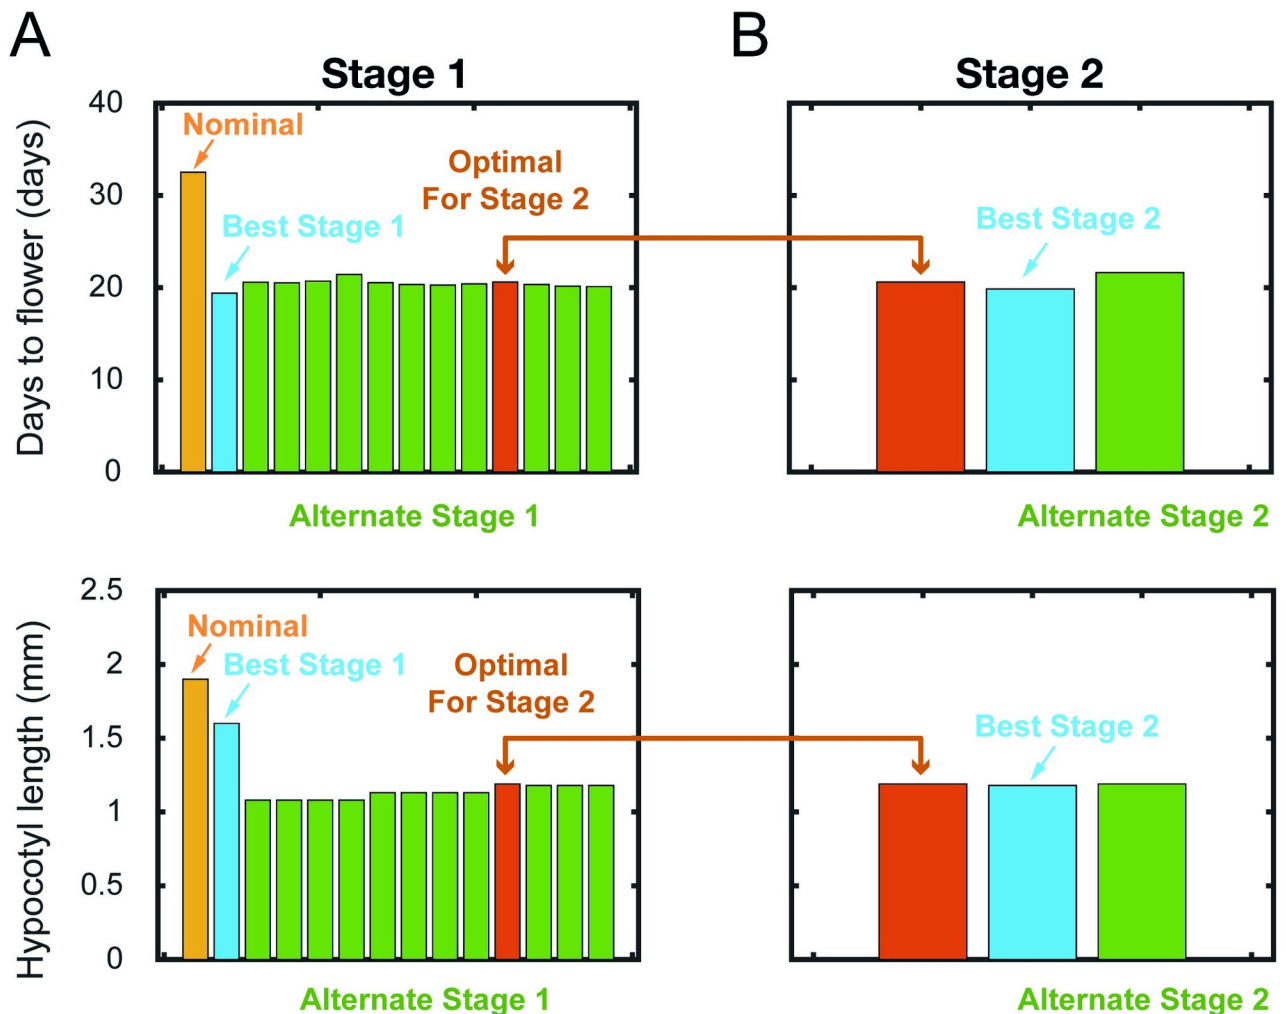 A
B
Stage 1
Stage 2
Days to flower (days)
40
30
20
10
0
Nominal
Best Stage 1
Optimal
For Stage 2
Best Stage 2
Alternate Stage 1
Alternate Stage 2
Hypocotyl length (mm)
2.5
2
1.5
1
0.5
0
Nominal
Best Stage 1
Optimal
For Stage 2
Best Stage 2
Alternate Stage 1
Alternate Stage 2